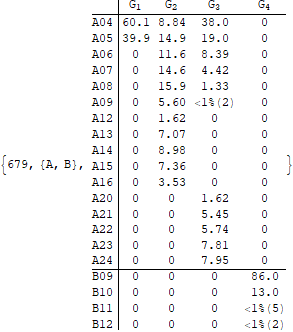 G₁ G₂ G₃ G₄
A04 60.1 8.84 38.0 0
A05 39.9 14.9 19.0 0
A06 0 11.6 8.39 0
A07 0 14.6 4.42 0
A08 0 15.9 1.33 0
A09 0 5.60 <1%(2) 0
A12 0 1.62 0 0
A13 0 7.07 0 0
A14 0 8.98 0 0
{679, {A, B}, A15 0 7.36 0 0
A16 0 3.53 0 0
A20 0 0 1.62 0
A21 0 0 5.45 0
A22 0 0 5.74 0
A23 0 0 7.81 0
A24 0 0 7.95 0
B09 0 0 0 86.0
B10 0 0 0 13.0
B11 0 0 0 <1%(5)
B12 0 0 0 <1%(2)
}